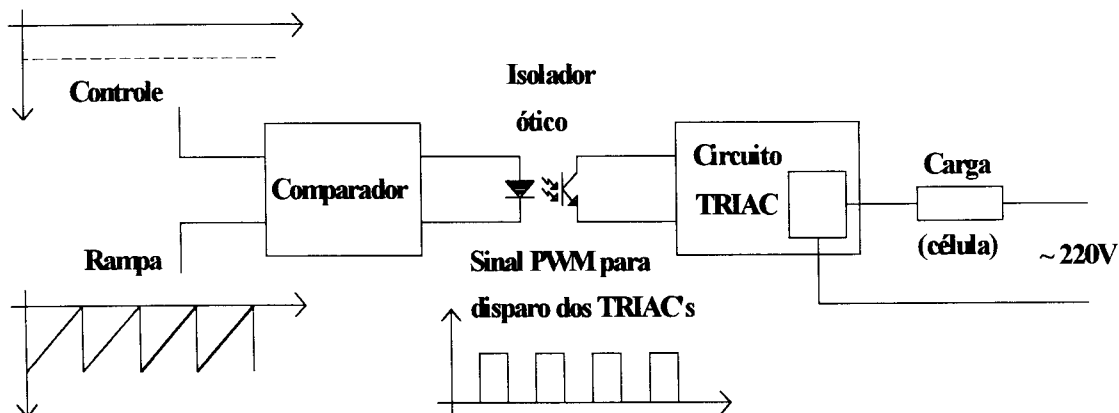 Controle
Isolador
ótico
Comparador
Circuito
TRIAC
Carga
(célula)
~ 220V
Rampa
Sinal PWM para
disparo dos TRIAC's